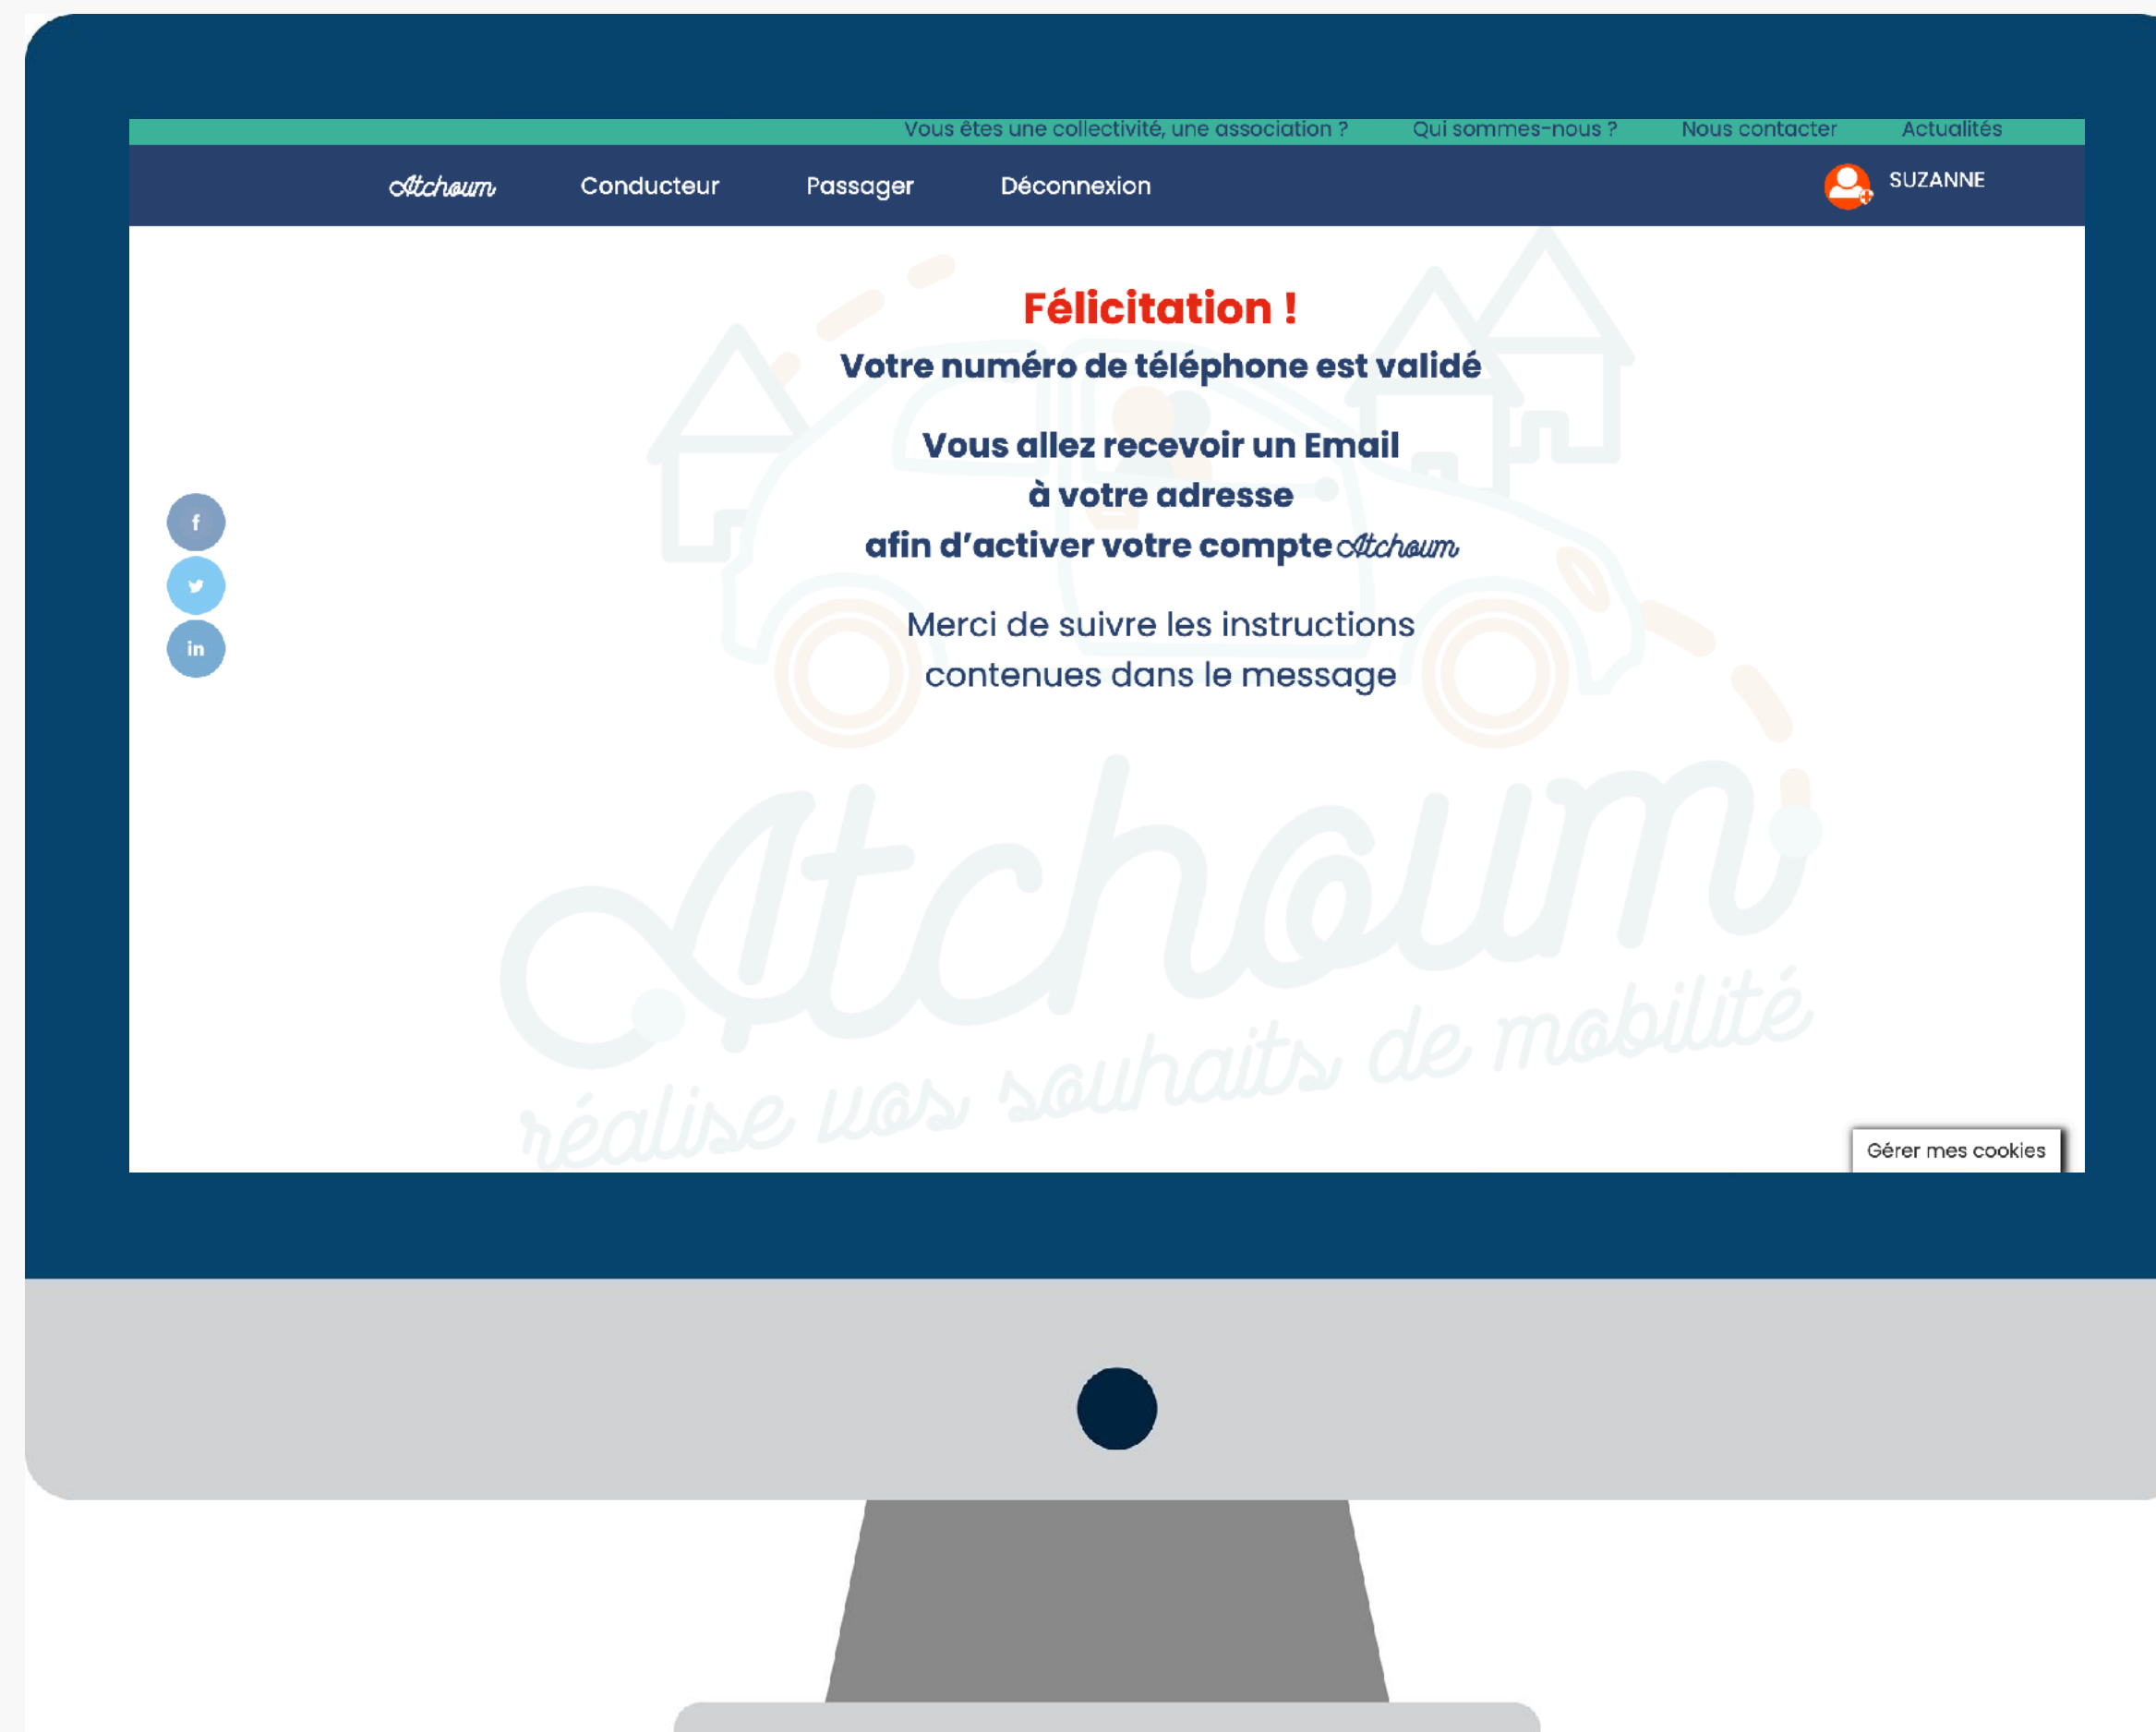 Vous êtes une collectivité, une association ? Qui sommes-nous ? Nous contacter Actualités
Atchoum Conducteur Passager Déconnexion SUZANNE
Félicitation !
Votre numéro de téléphone est validé
Vous allez recevoir un Email
à votre adresse
afin d’activer votre compte Atchoum
Merci de suivre les instructions
contenues dans le message
f
in
Atchoum
réalise vos souhaits de mobilité
Gérer mes cookies